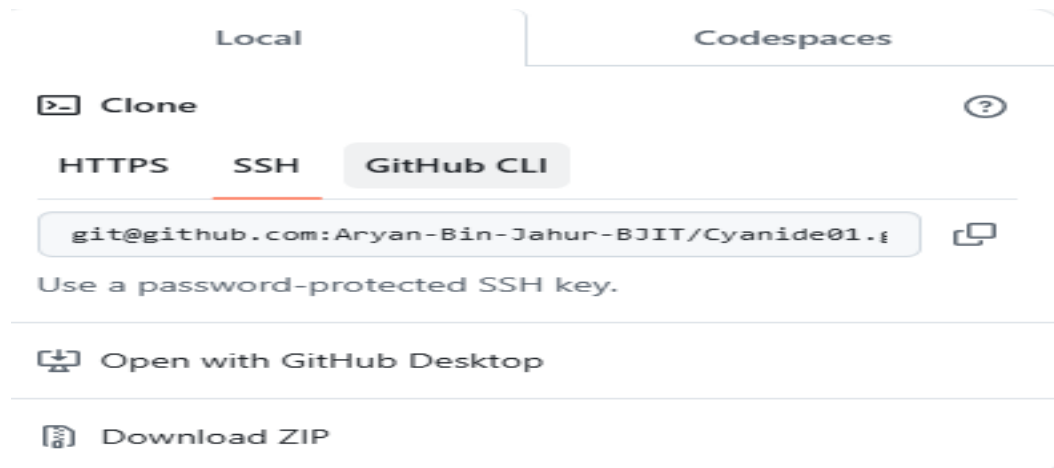 Local Codespaces
Clone
HTTPS SSH GitHub CLI
git@github.com:Aryan-Bin-Jahur-BJIT/Cyanide01.g
Use a password-protected SSH key.
Open with GitHub Desktop
Download ZIP